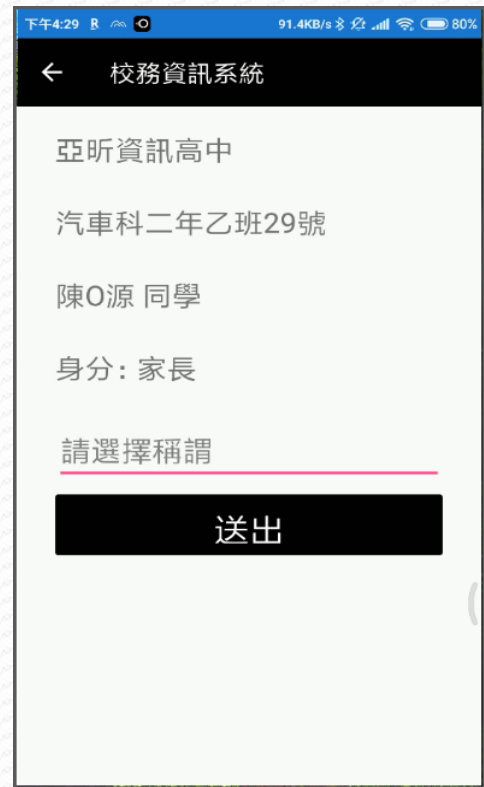 下午4:29 91.4KB/s 80%
校務資訊系統
亞昕資訊高中
汽車科二年乙班29號
陳O源 同學
身分: 家長
請選擇稱謂
送出